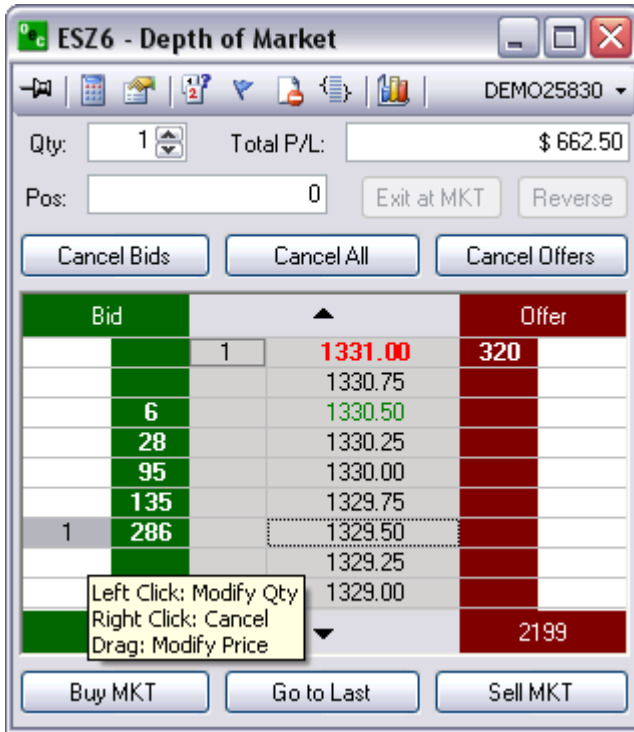 Oec ESZ6 - Depth of Market
2? DEMO25830
Qty: 1 Total P/L: $ 662.50
Pos: 0 Exit at MKT Reverse
Cancel Bids Cancel All Cancel Offers
Bid Offer
1 1331.00 320
1330.75
6 1330.50
28 1330.25
95 1330.00
135 1329.75
1 286 1329.50
1329.25
1329.00
Left Click: Modify Qty
Right Click: Cancel
Drag: Modify Price
2199
Buy MKT Go to Last Sell MKT